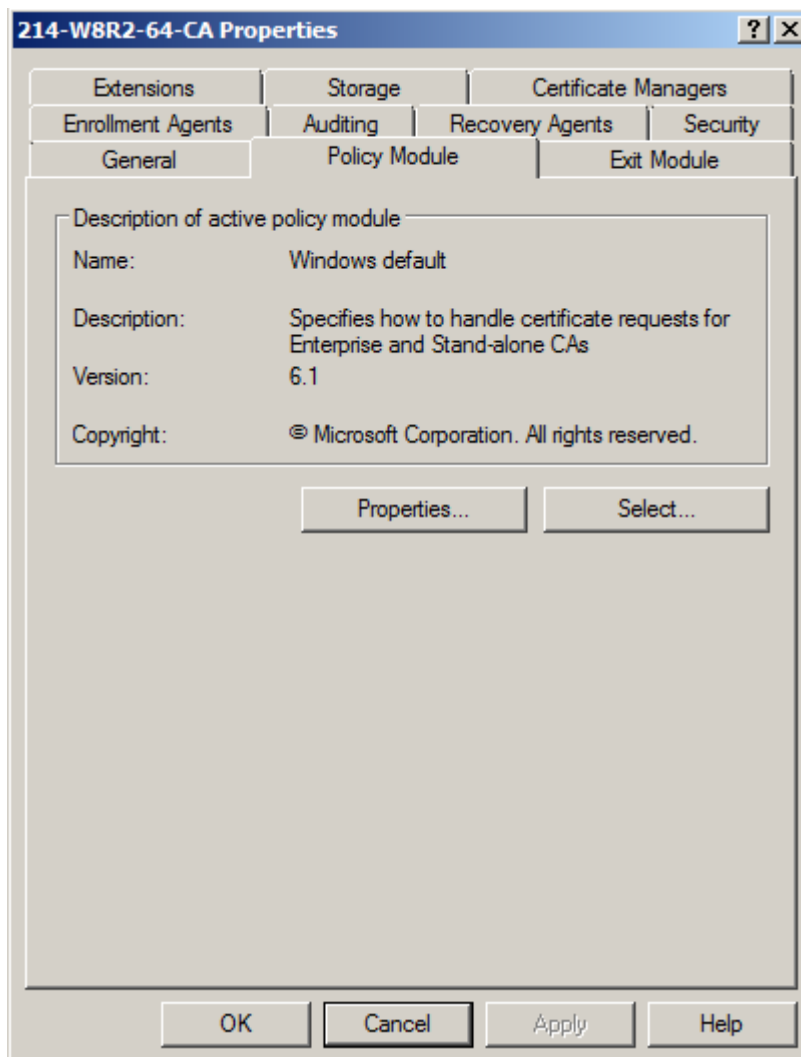 214-W8R2-64-CA Properties
Extensions Storage Certificate Managers
Enrollment Agents Auditing Recovery Agents Security
General Policy Module Exit Module
Description of active policy module
Name: Windows default
Description: Specifies how to handle certificate requests for
Enterprise and Stand-alone CAs
Version: 6.1
Copyright: © Microsoft Corporation. All rights reserved.
Properties... Select...
OK Cancel Apply Help